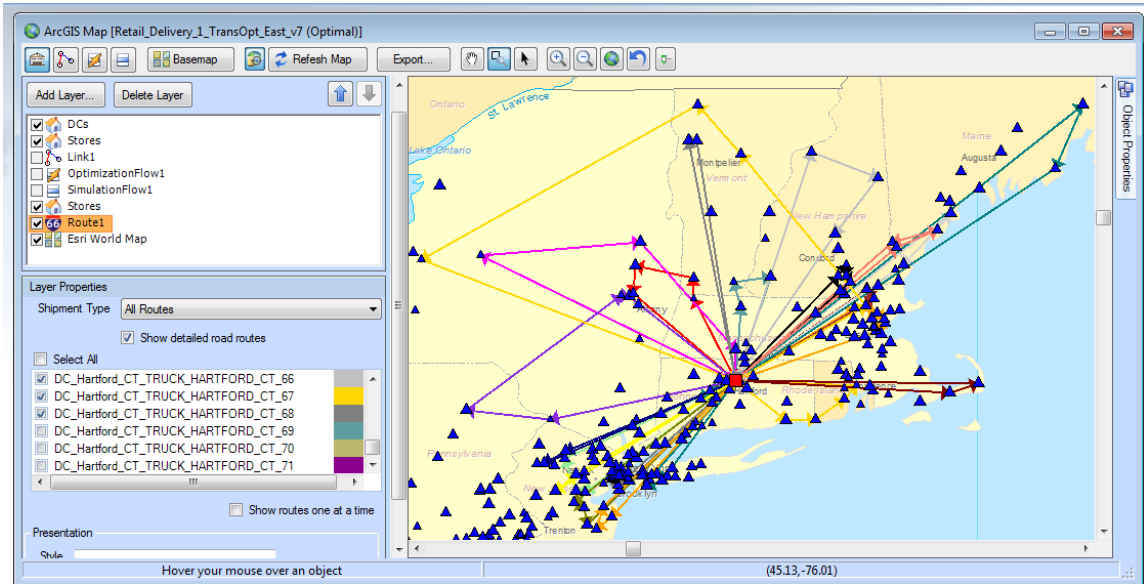 ArcGIS Map [Retail_Delivery_1_TransOpt_East_v7 (Optimal)]
Basemap
Refesh Map
Export...
Add Layer...
Delete Layer
DCs
Stores
Link1
OptimizationFlow1
SimulationFlow1
Stores
66 Route1
Esri World Map
Layer Properties
Shipment Type All Routes
Show detailed road routes
Select All
DC_Hartford_CT_TRUCK_HARTFORD_CT_66
DC_Hartford_CT_TRUCK_HARTFORD_CT_67
DC_Hartford_CT_TRUCK_HARTFORD_CT_68
DC_Hartford_CT_TRUCK_HARTFORD_CT_69
DC_Hartford_CT_TRUCK_HARTFORD_CT_70
DC_Hartford_CT_TRUCK_HARTFORD_CT_71
Show routes one at a time
Presentation
Style
Hover your mouse over an object
Ontario
St. Lawrence
Lake Ontario
Montpelier
Vermont
Maine
Augusta
New Hampshire
Concord
Pennsylvania
Brooklyn
Trenton
(45.13,-76.01)
Object Properties